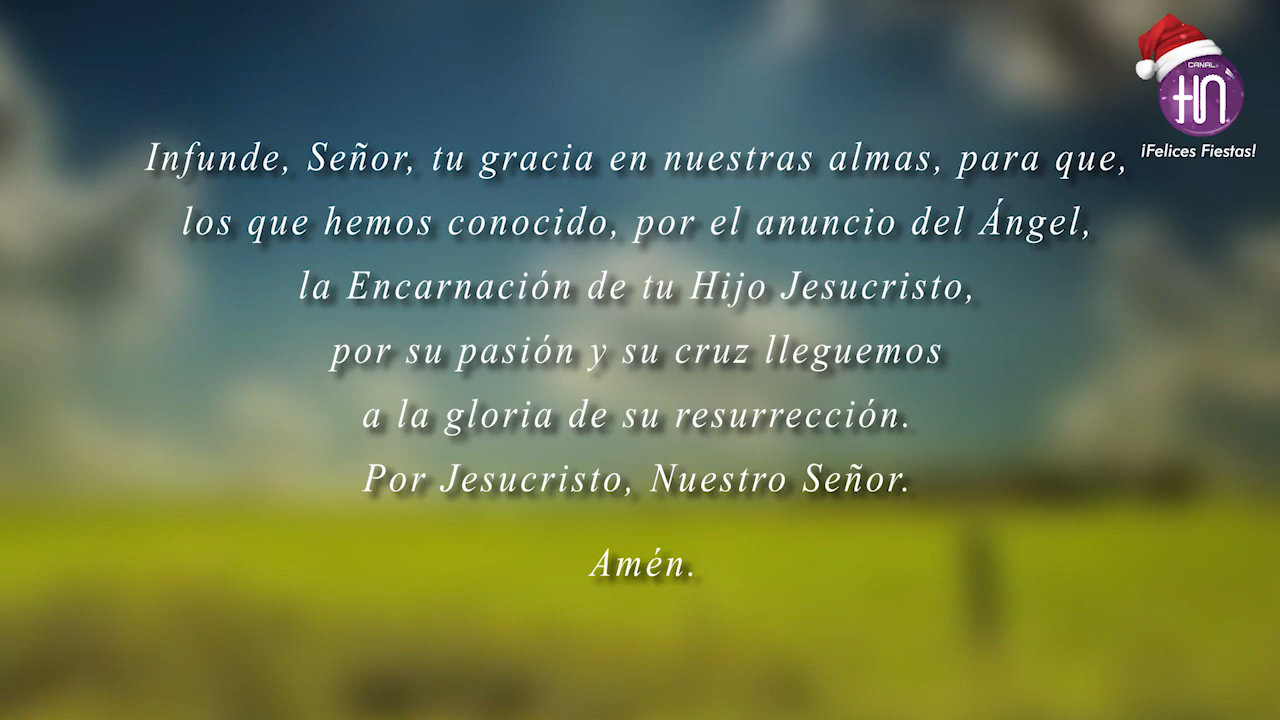 CANAL
HN
¡Felices Fiestas!
Infunde, Señor, tu gracia en nuestras almas, para que,
los que hemos conocido, por el anuncio del Ángel,
la Encarnación de tu Hijo Jesucristo,
por su pasión y su cruz lleguemos
a la gloria de su resurrección.
Por Jesucristo, Nuestro Señor.
Amén.